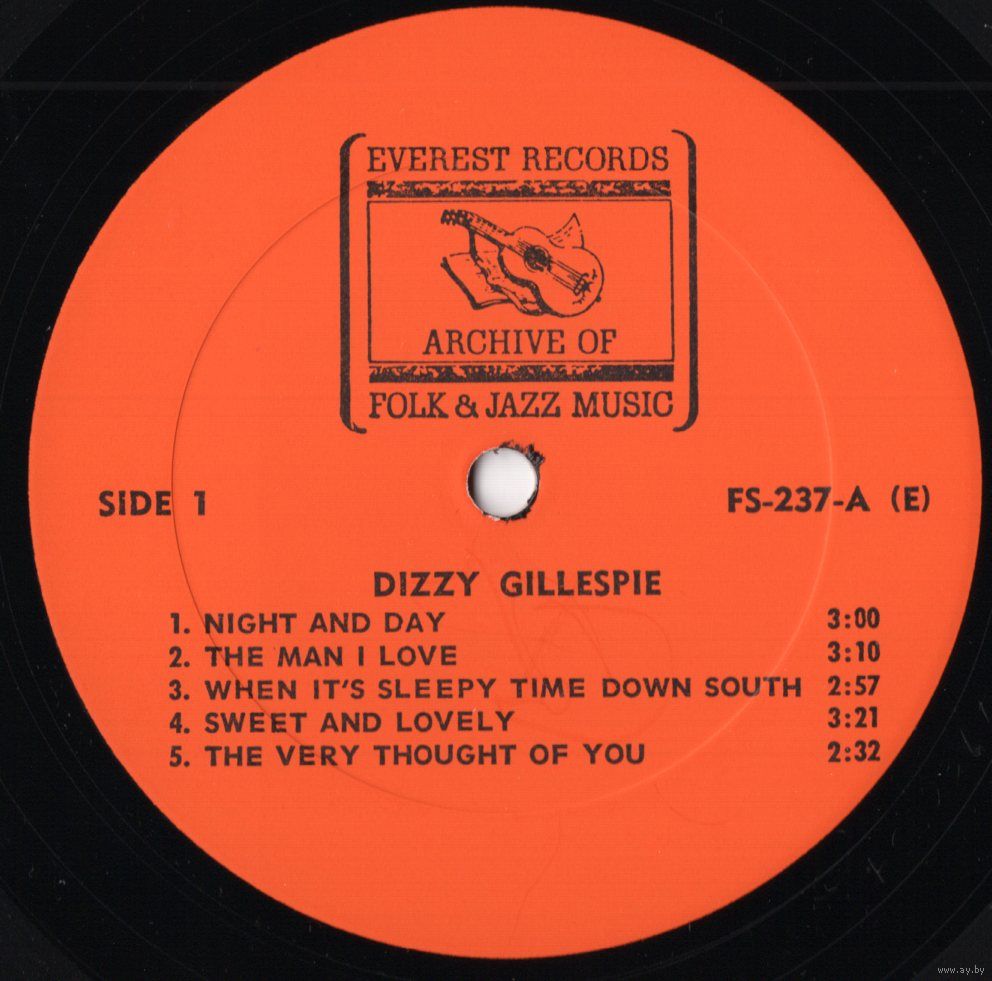 EVEREST RECORDS
ARCHIVE OF
FOLK & JAZZ MUSIC
SIDE 1 FS-237-A (E)
DIZZY GILLESPIE
1. NIGHT AND DAY 3:00
2. THE MAN I LOVE 3:10
3. WHEN IT'S SLEEPY TIME DOWN SOUTH 2:57
4. SWEET AND LOVELY 3:21
5. THE VERY THOUGHT OF YOU 2:32
www.ay.by